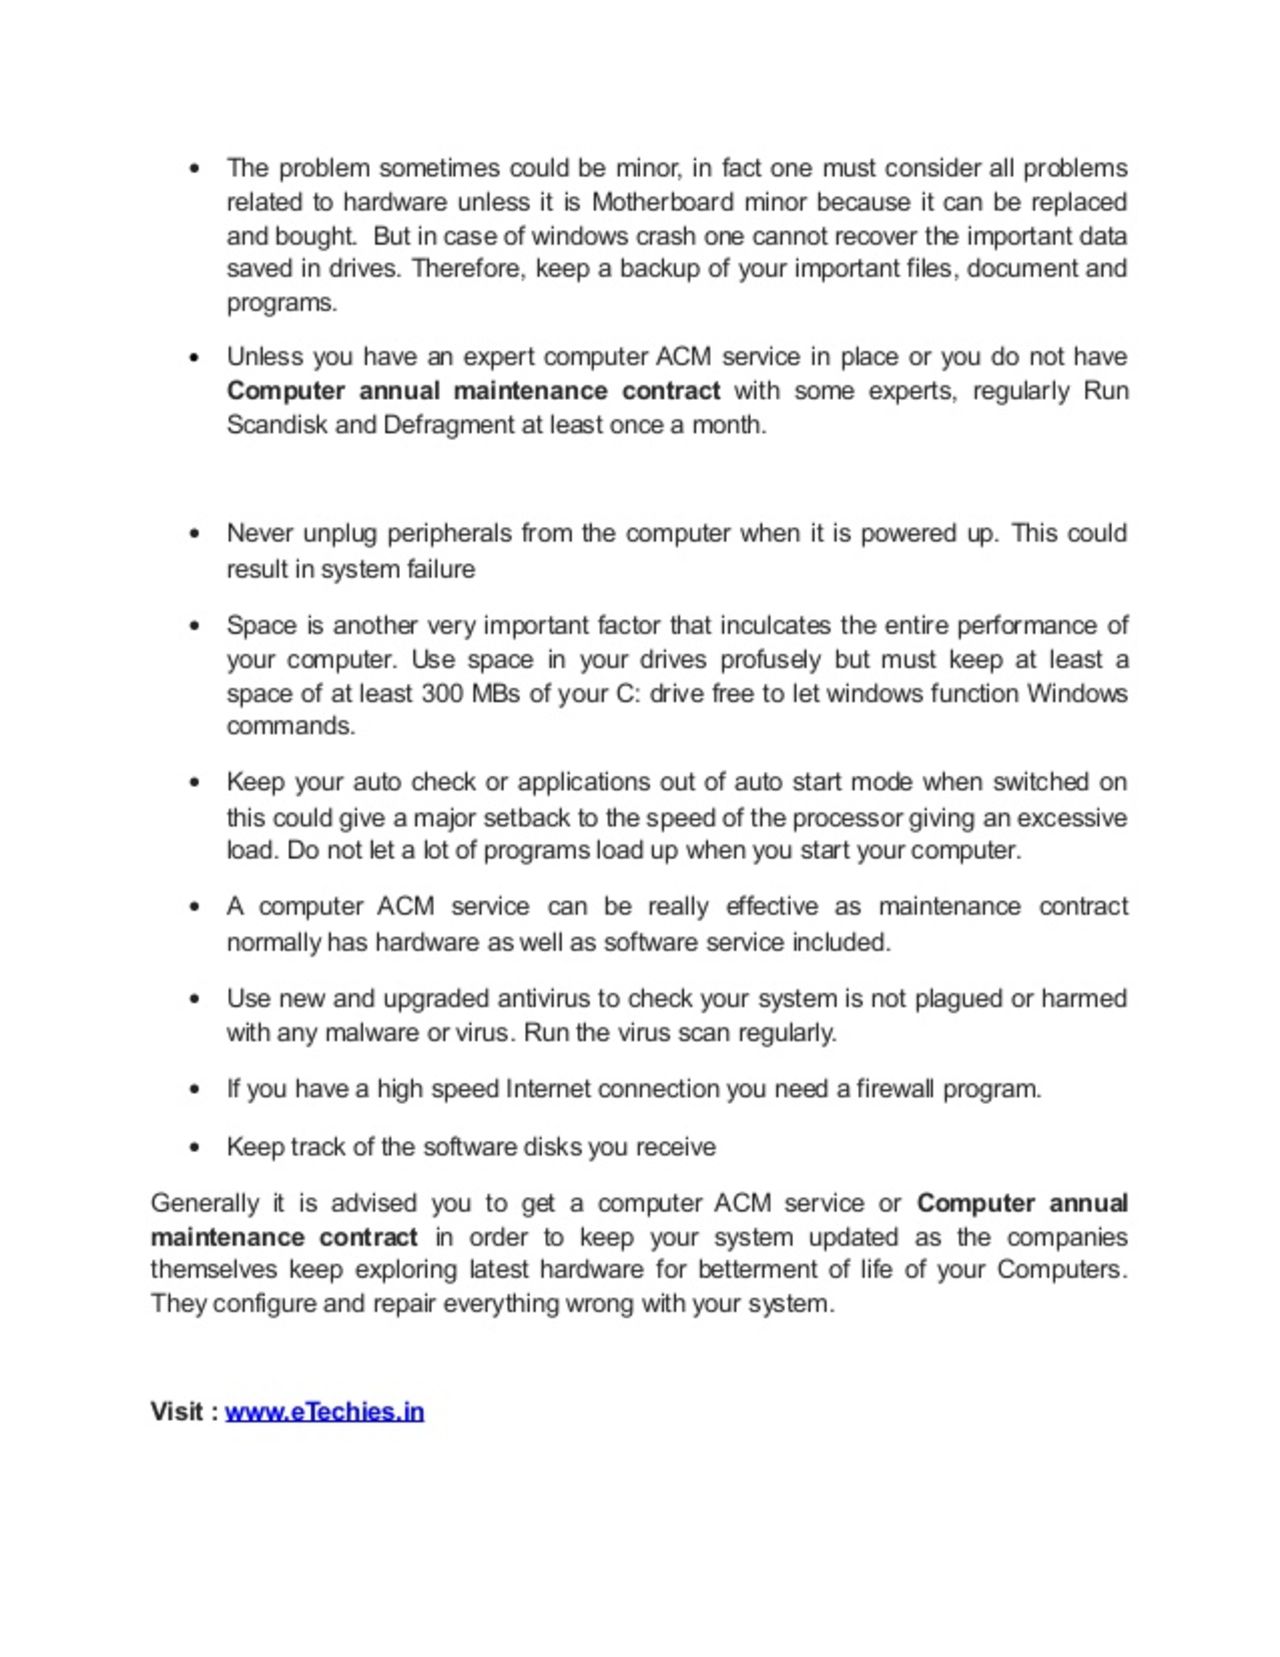 • The problem sometimes could be minor, in fact one must consider all problems
related to hardware unless it is Motherboard minor because it can be replaced
and bought.  But in case of windows crash one cannot recover the important data
saved in drives. Therefore, keep a backup of your important files, document and
programs.
• Unless you have an expert computer ACM service in place or you do not have
Computer annual maintenance contract with some experts, regularly Run
Scandisk and Defragment at least once a month.
• Never unplug peripherals from the computer when it is powered up. This could
result in system failure
• Space is another very important factor that inculcates the entire performance of
your computer. Use space in your drives profusely but must keep at least a
space of at least 300 MBs of your C: drive free to let windows function Windows
commands.
• Keep your auto check or applications out of auto start mode when switched on
this could give a major setback to the speed of the processor giving an excessive
load. Do not let a lot of programs load up when you start your computer.
• A computer ACM service can be really effective as maintenance contract
normally has hardware as well as software service included.
• Use new and upgraded antivirus to check your system is not plagued or harmed
with any malware or virus. Run the virus scan regularly.
• If you have a high speed Internet connection you need a firewall program.
• Keep track of the software disks you receive
Generally it is advised you to get a computer ACM service or Computer annual
maintenance contract in order to keep your system updated as the companies
themselves keep exploring latest hardware for betterment of life of your Computers.
They configure and repair everything wrong with your system.
Visit : www.eTechies.in